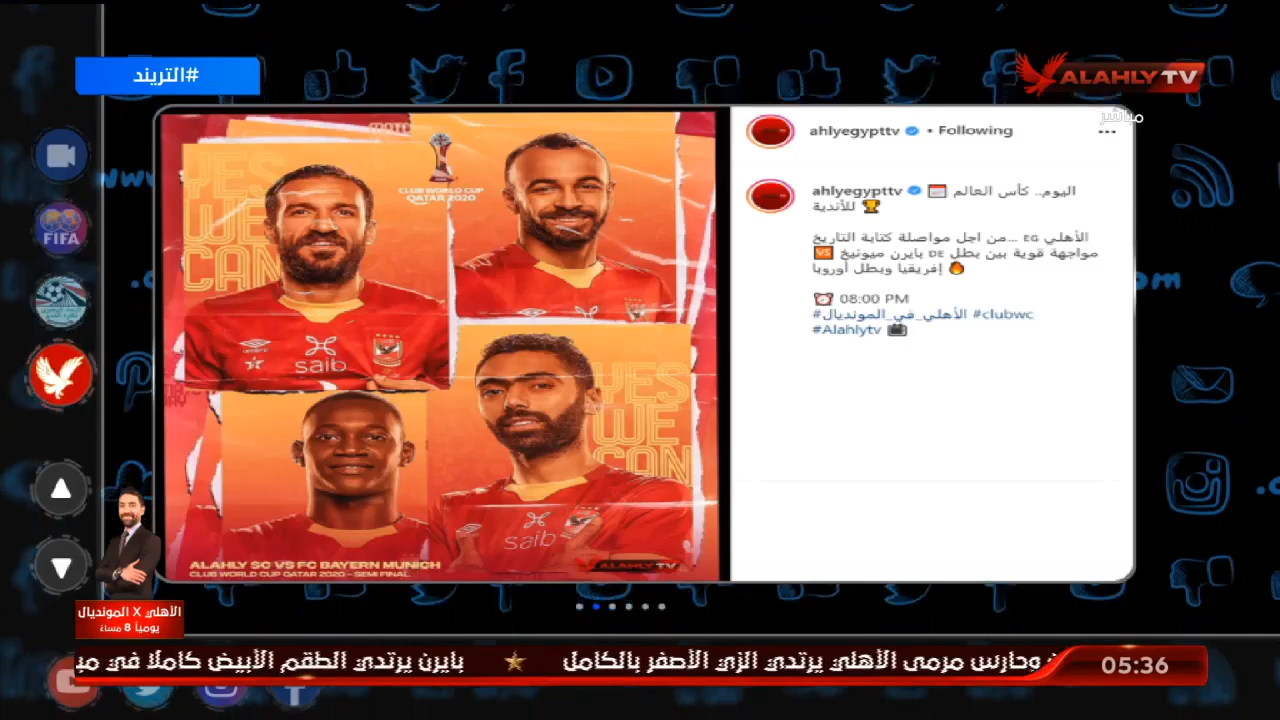 #التريند
ALAHLY TV
مباشر
FIFA
YES
WE
CAN
CLUB WORLD CUP
QATAR 2020
umbro
saib
YES
WE
CAN
saib
ALAHLY SC VS FC BAYERN MUNICH
CLUB WORLD CUP QATAR 2020 - SEMI FINAL
ALAHLY TV
ahlyegypttv • Following
ahlyegypttv اليوم.. كأس العالم
للأندية
الأهلي EG ...من اجل مواصلة كتابة التاريخ
مواجهة قوية بين بطل DE بايرن ميونيخ VS
إفريقيا وبطل أوروبا
08:00 PM
#الأهلي_في_المونديال #clubwc
#Alahlytv
الأهلي X المونديال
يومياً 8 مساءً
وحارس مرمى الأهلي يرتدي الزي الأصفر بالكامل
بايرن يرتدي الطقم الأبيض كاملا في
05:36